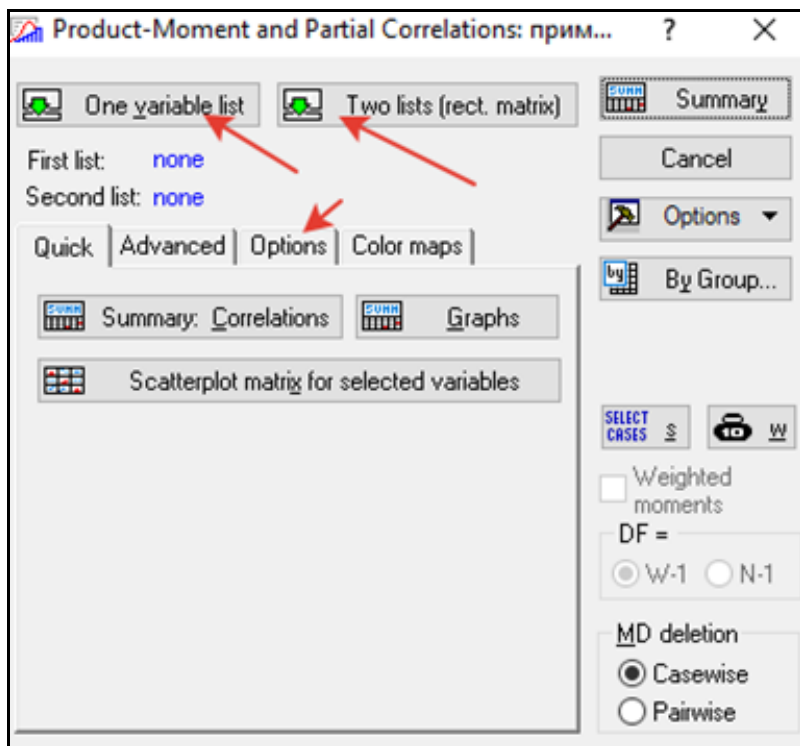 Product-Moment and Partial Correlations: прим... ?
One variable list
Two lists (rect. matrix)
Summary
First list: none
Cancel
Second list: none
Options
Quick Advanced Options Color maps
By Group...
Summary: Correlations
Graphs
Scatterplot matrix for selected variables
SELECT CASES S
W
Weighted moments
DF =
W-1 N-1
MD deletion
Casewise
Pairwise